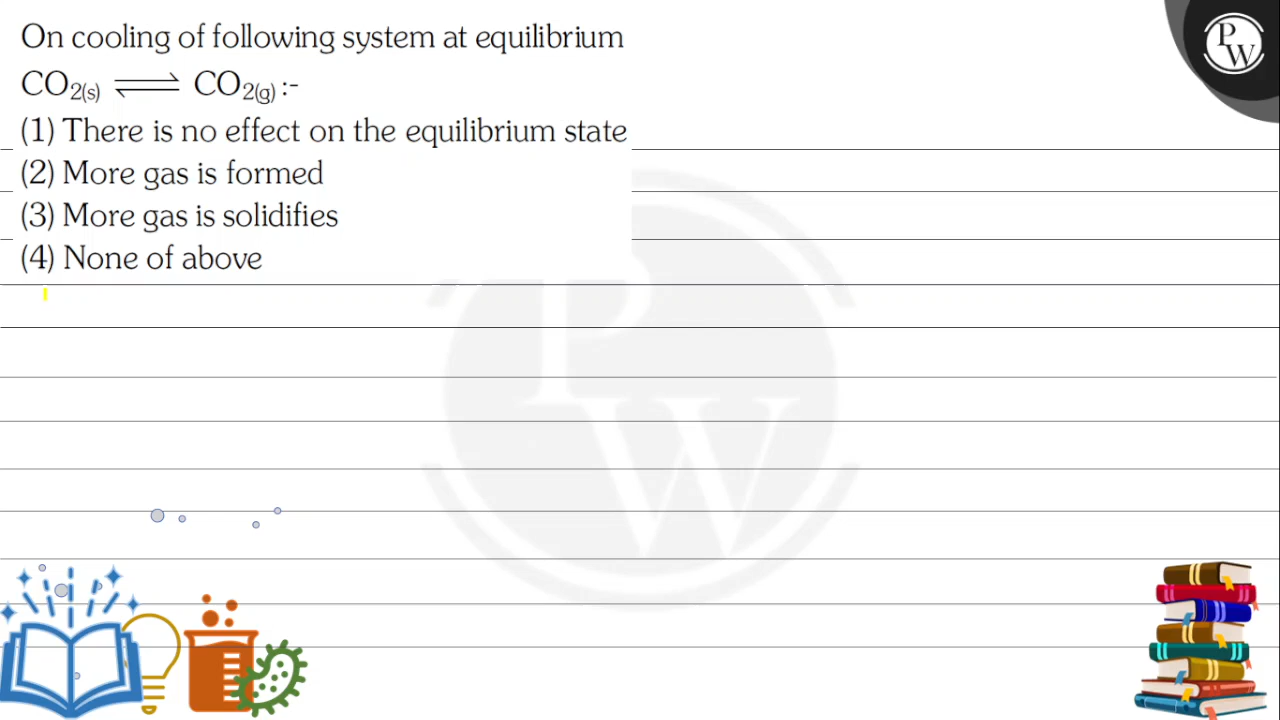 On cooling of following system at equilibrium
CO₂₍ₛ₎ ⇌ CO₂(g) :-
(1) There is no effect on the equilibrium state
(2) More gas is formed
(3) More gas is solidifies
(4) None of above
P
W
P
W